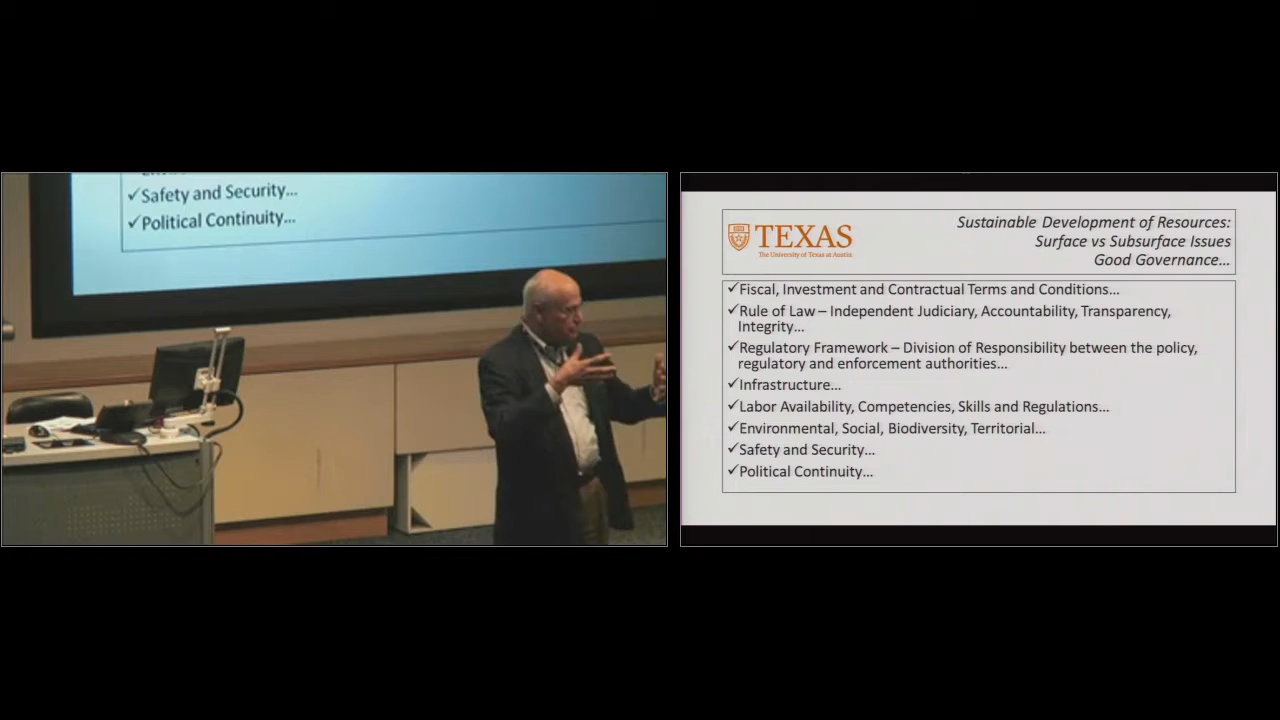 Safety and Security...
Political Continuity...
TEXAS
The University of Texas at Austin
Sustainable Development of Resources:
Surface vs Subsurface Issues
Good Governance...
Fiscal, Investment and Contractual Terms and Conditions...
Rule of Law – Independent Judiciary, Accountability, Transparency,
Integrity...
Regulatory Framework – Division of Responsibility between the policy,
regulatory and enforcement authorities...
Infrastructure...
Labor Availability, Competencies, Skills and Regulations...
Environmental, Social, Biodiversity, Territorial...
Safety and Security...
Political Continuity...